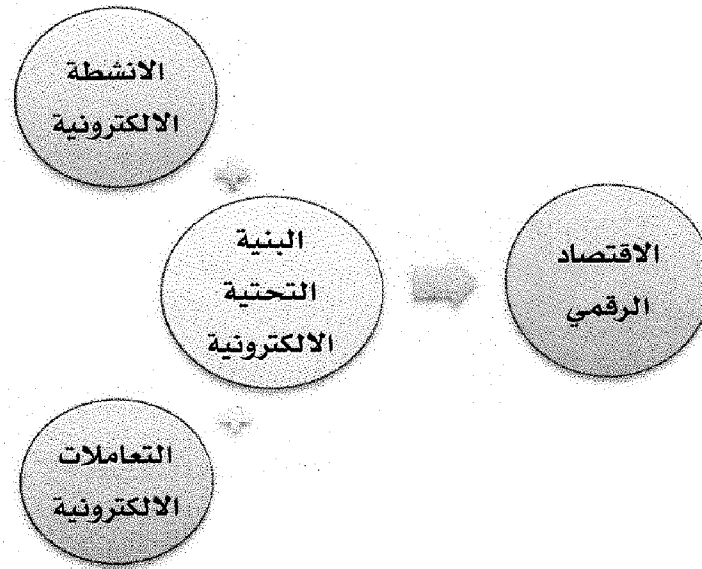 الانشطة
الالكترونية
البنية
التحتية
الالكترونية
الاقتصاد
الرقمي
التعاملات
الالكترونية